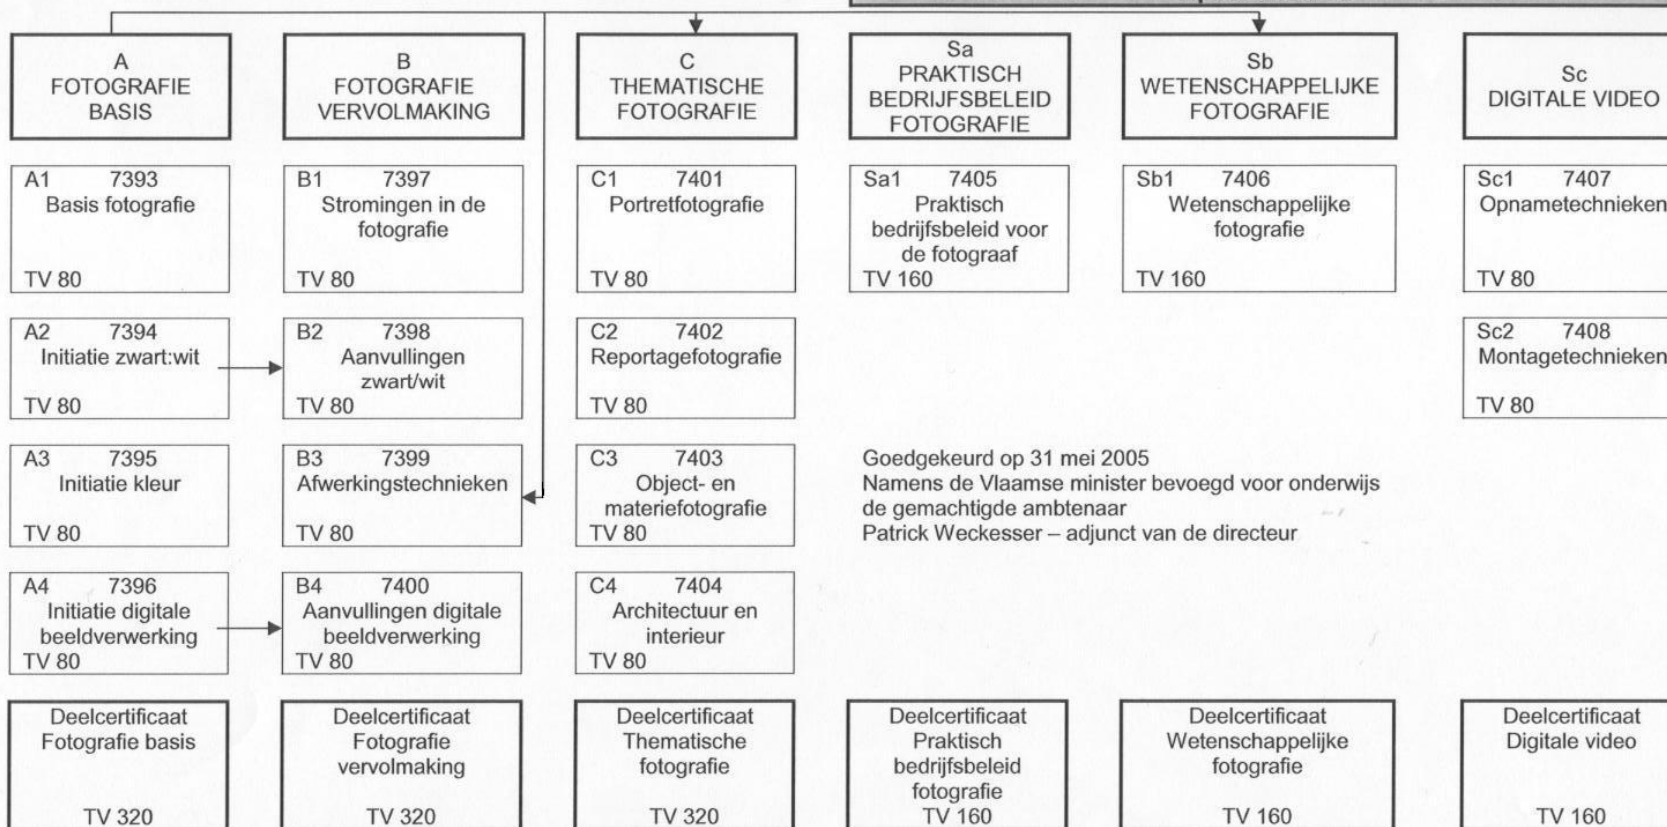 A
FOTOGRAFIE
BASIS
B
FOTOGRAFIE
VERVOLMAKING
C
THEMATISCHE
FOTOGRAFIE
Sa
PRAKTISCH
BEDRIJFSBELEID
FOTOGRAFIE
Sb
WETENSCHAPPELIJKE
FOTOGRAFIE
Sc
DIGITALE VIDEO
A1 7393
Basis fotografie
TV 80
B1 7397
Stromingen in de
fotografie
TV 80
C1 7401
Portretfotografie
TV 80
Sa1 7405
Praktisch
bedrijfsbeleid voor
de fotograaf
TV 160
Sb1 7406
Wetenschappelijke
fotografie
TV 160
Sc1 7407
Opnametechnieken
TV 80
A2 7394
Initiatie zwart:wit
TV 80
B2 7398
Aanvullingen
zwart/wit
TV 80
C2 7402
Reportagefotografie
TV 80
Sc2 7408
Montagetechnieken
TV 80
A3 7395
Initiatie kleur
TV 80
B3 7399
Afwerkingstechnieken
TV 80
C3 7403
Object- en
materiefotografie
TV 80
Goedgekeurd op 31 mei 2005
Namens de Vlaamse minister bevoegd voor onderwijs
de gemachtigde ambtenaar
Patrick Weckesser – adjunct van de directeur
A4 7396
Initiatie digitale
beeldverwerking
TV 80
B4 7400
Aanvullingen digitale
beeldverwerking
TV 80
C4 7404
Architectuur en
interieur
TV 80
Deelcertificaat
Fotografie basis
TV 320
Deelcertificaat
Fotografie
vervolmaking
TV 320
Deelcertificaat
Thematische
fotografie
TV 320
Deelcertificaat
Praktisch
bedrijfsbeleid
fotografie
TV 160
Deelcertificaat
Wetenschappelijke
fotografie
TV 160
Deelcertificaat
Digitale video
TV 160